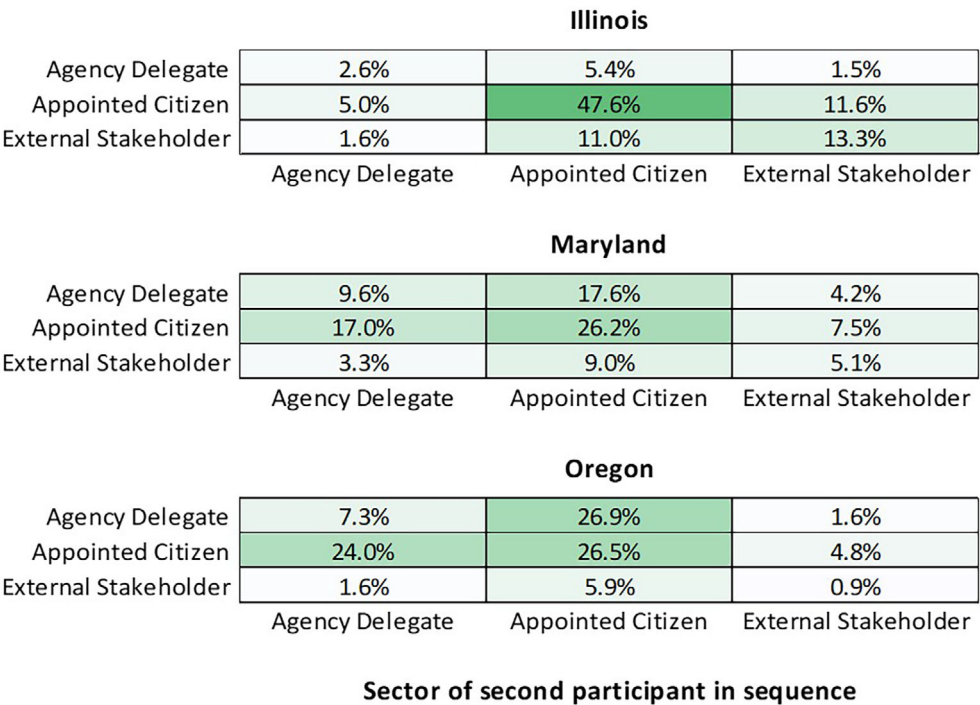 Illinois
Agency Delegate 2.6% 5.4% 1.5%
Appointed Citizen 5.0% 47.6% 11.6%
External Stakeholder 1.6% 11.0% 13.3%
Agency Delegate Appointed Citizen External Stakeholder
Maryland
Agency Delegate 9.6% 17.6% 4.2%
Appointed Citizen 17.0% 26.2% 7.5%
External Stakeholder 3.3% 9.0% 5.1%
Agency Delegate Appointed Citizen External Stakeholder
Oregon
Agency Delegate 7.3% 26.9% 1.6%
Appointed Citizen 24.0% 26.5% 4.8%
External Stakeholder 1.6% 5.9% 0.9%
Agency Delegate Appointed Citizen External Stakeholder
Sector of second participant in sequence